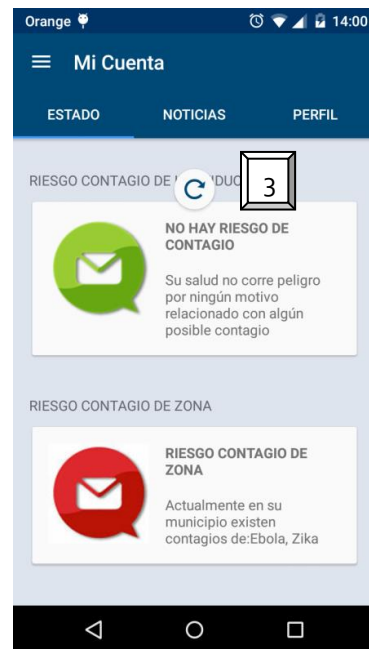 Orange 14:00
Mi Cuenta
ESTADO NOTICIAS PERFIL
RIESGO CONTAGIO DE
3
NO HAY RIESGO DE
CONTAGIO
Su salud no corre peligro
por ningún motivo
relacionado con algún
posible contagio
RIESGO CONTAGIO DE ZONA
RIESGO CONTAGIO DE
ZONA
Actualmente en su
municipio existen
contagios de:Ebola, Zika